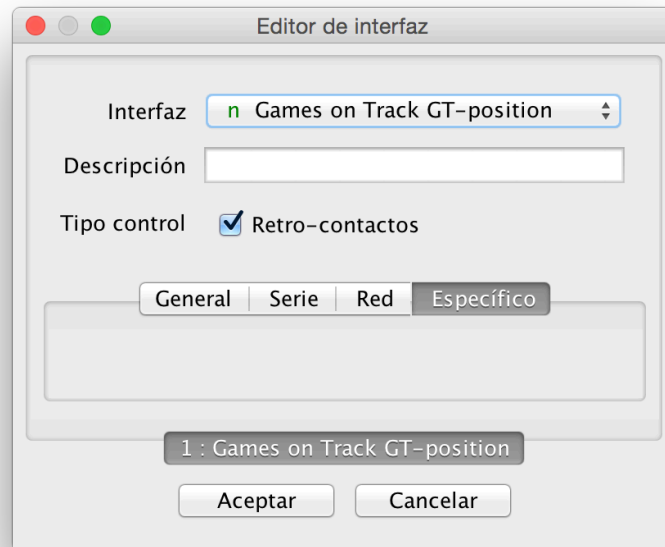 Editor de interfaz
Interfaz n Games on Track GT-position
Descripción
Tipo control Retro-contactos
General Serie Red Específico
1 : Games on Track GT-position
Aceptar Cancelar